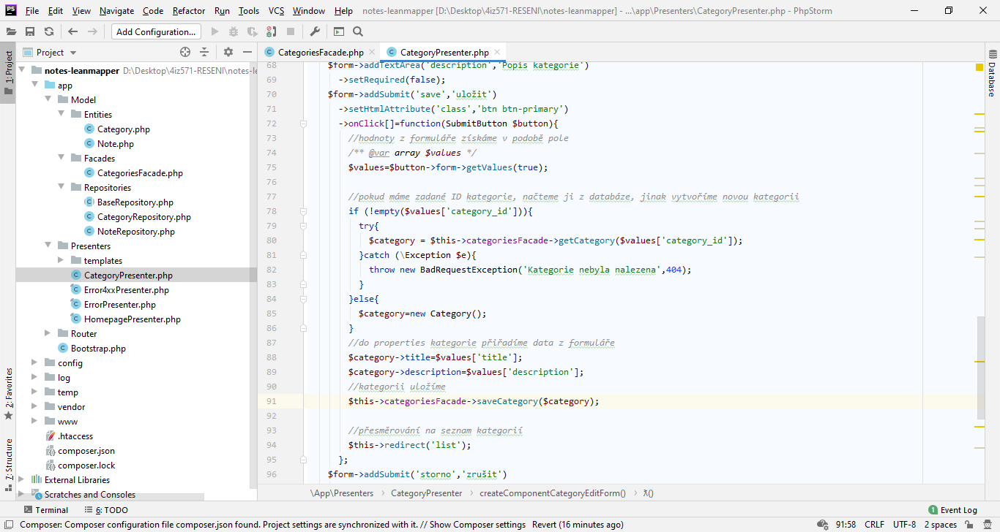 File Edit View Navigate Code Refactor Run Tools VCS Window Help notes-leanmapper [D:\Desktop\4iz571-RESENI\notes-leanmapper] - ...\app\Presenters\CategoryPresenter.php - PhpStorm
Add Configuration...
Project
CategoriesFacade.php
CategoryPresenter.php
1: Project
2: Favorites
Z: Structure
Database
notes-leanmapper D:\Desktop\4iz571-RESENI\notes-le
app
Model
Entities
Category.php
Note.php
Facades
CategoriesFacade.php
Repositories
BaseRepository.php
CategoryRepository.php
NoteRepository.php
Presenters
templates
CategoryPresenter.php
Error4xxPresenter.php
ErrorPresenter.php
HomepagePresenter.php
Router
Bootstrap.php
config
log
temp
vendor
www
.htaccess
composer.json
composer.lock
External Libraries
Scratches and Consoles
68 $form->addTextArea('description','Popis kategorie')
69 ->setRequired(false);
70 $form->addSubmit('save','uložit')
71 ->setHtmlAttribute('class','btn btn-primary')
72 ->onClick[]=function(SubmitButton $button){
73 //hodnoty z formuláře získáme v podobě pole
74 /** @var array $values */
75 $values=$button->form->getValues(true);
76
77 //pokud máme zadané ID kategorie, načteme ji z databáze, jinak vytvoříme novou kategorii
78 if (!empty($values['category_id'])){
79 try{
80 $category = $this->categoriesFacade->getCategory($values['category_id']);
81 }catch (\Exception $e){
82 throw new BadRequestException('Kategorie nebyla nalezena',404);
83 }
84 }else{
85 $category=new Category();
86 }
87 //do properties kategorie přiřadíme data z formuláře
88 $category->title=$values['title'];
89 $category->description=$values['description'];
90 //kategorii uložíme
91 $this->categoriesFacade->saveCategory($category);
92
93 //přesměrování na seznam kategorií
94 $this->redirect('list');
95 };
96 $form->addSubmit('storno','zrušit')
\App\Presenters CategoryPresenter createComponentCategoryEditForm() λ()
Terminal 6: TODO 1 Event Log
Composer: Composer configuration file composer.json found. Project settings are synchronized with it. // Show Composer settings Revert (16 minutes ago) 91:58 CRLF UTF-8 2 spaces